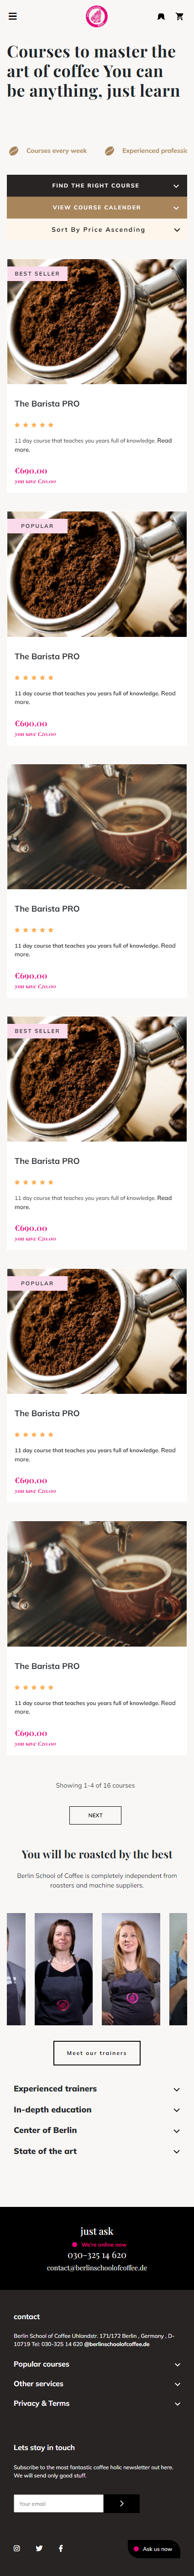 Courses to master the
art of coffee You can
be anything, just learn
Courses every week
Experienced professio
FIND THE RIGHT COURSE
VIEW COURSE CALENDER
Sort By Price Ascending
BEST SELLER
The Barista PRO
11 day course that teaches you years full of knowledge. Read
more.
€690.00
you save €20.00
POPULAR
The Barista PRO
11 day course that teaches you years full of knowledge. Read
more.
€690.00
you save €20.00
The Barista PRO
11 day course that teaches you years full of knowledge. Read
more.
€690.00
you save €20.00
BEST SELLER
The Barista PRO
11 day course that teaches you years full of knowledge. Read
more.
€690.00
you save €20.00
POPULAR
The Barista PRO
11 day course that teaches you years full of knowledge. Read
more.
€690.00
you save €20.00
The Barista PRO
11 day course that teaches you years full of knowledge. Read
more.
€690.00
you save €20.00
Showing 1-4 of 16 courses
NEXT
You will be roasted by the best
Berlin School of Coffee is completely independent from
roasters and machine suppliers.
Meet our trainers
Experienced trainers
In-depth education
Center of Berlin
State of the art
just ask
We're online now
030-325 14 620
contact@berlinschoolofcoffee.de
contact
Berlin School of Coffee Uhlandstr. 171/172 Berlin , Germany , D-
10719 Tel: 030-325 14 620 @berlinschoolofcoffee.de
Popular courses
Other services
Privacy & Terms
Lets stay in touch
Subscribe to the most fantastic coffee holic newsletter out here.
We will send only good stuff.
Your email
Ask us now